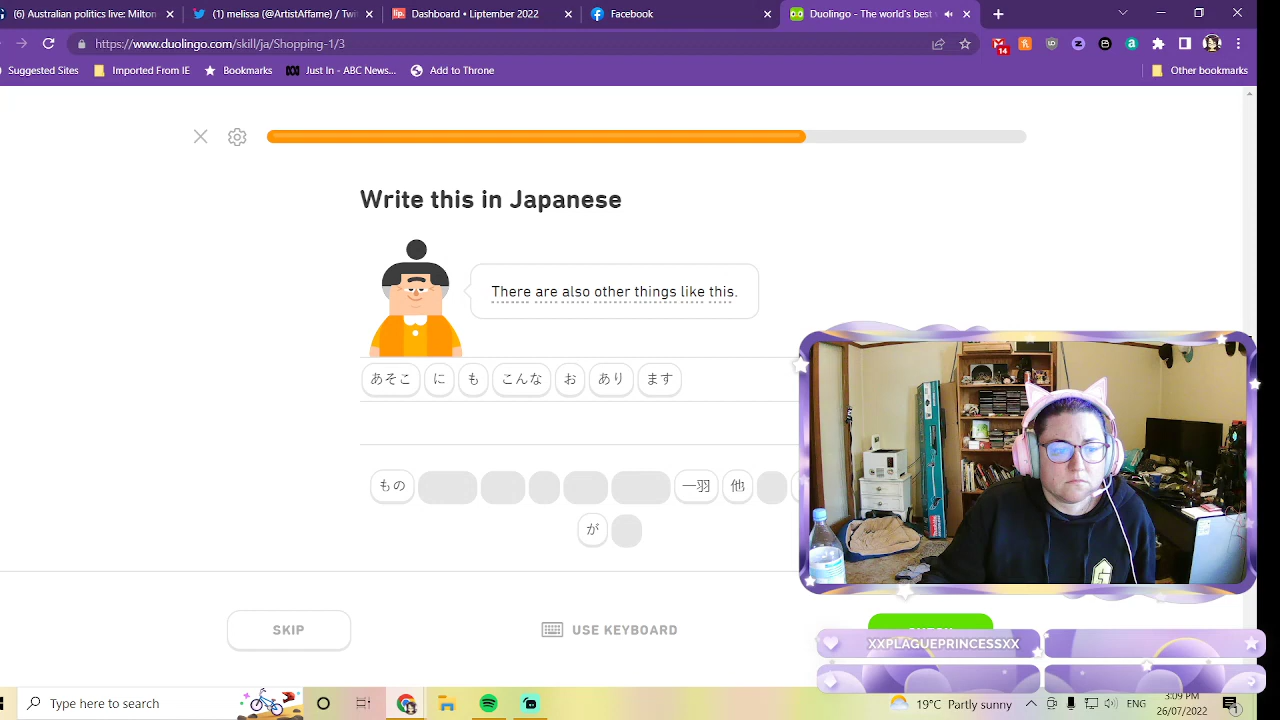 (6) Australian politics live: Milton
melissa (@ArtistAffame) / Twi
Dashboard • Liptember 2022
Facebook
Duolingo - The world's best
https://www.duolingo.com/skill/ja/Shopping-1/3
14
Suggested Sites
Imported From IE
Bookmarks
Just In - ABC News...
Add to Throne
Other bookmarks
Write this in Japanese
There are also other things like this.
あそこ に も こんな お あり ます
もの 一羽 他
が
SKIP
USE KEYBOARD
XXPLAGUEPRINCESSXX
Type here to search
19°C Partly sunny
ENG
3:09 PM
26/07/2022